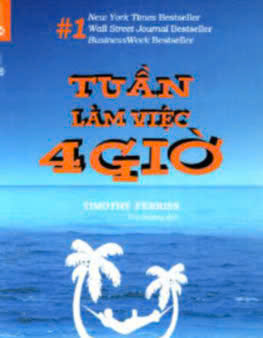 #1 New York Times Bestseller
Wall Street Journal Bestseller
BusinessWeek Bestseller
TUẦN
LÀM VIỆC
4 GIỜ
TIMOTHY FERRISS